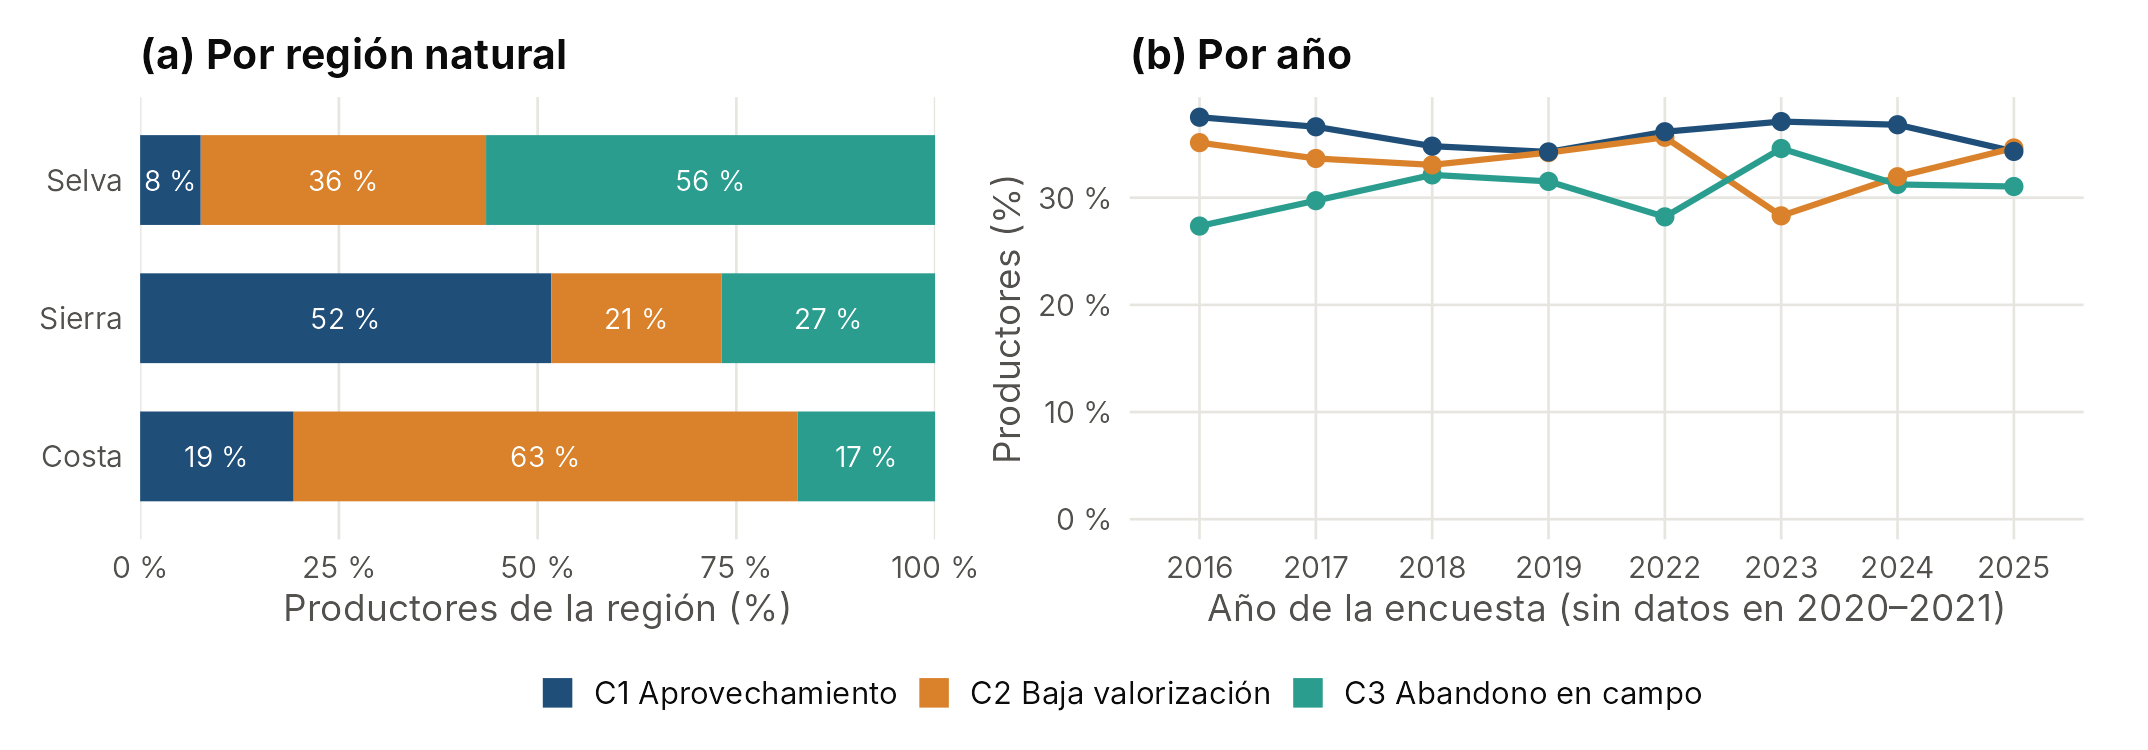 (a) Por región natural
Selva
8 %
36 %
56 %
Sierra
52 %
21 %
27 %
Costa
19 %
63 %
17 %
0 %
25 %
50 %
75 %
100 %
Productores de la región (%)
(b) Por año
Productores (%)
30 %
20 %
10 %
0 %
2016
2017
2018
2019
2022
2023
2024
2025
Año de la encuesta (sin datos en 2020–2021)
C1 Aprovechamiento
C2 Baja valorización
C3 Abandono en campo